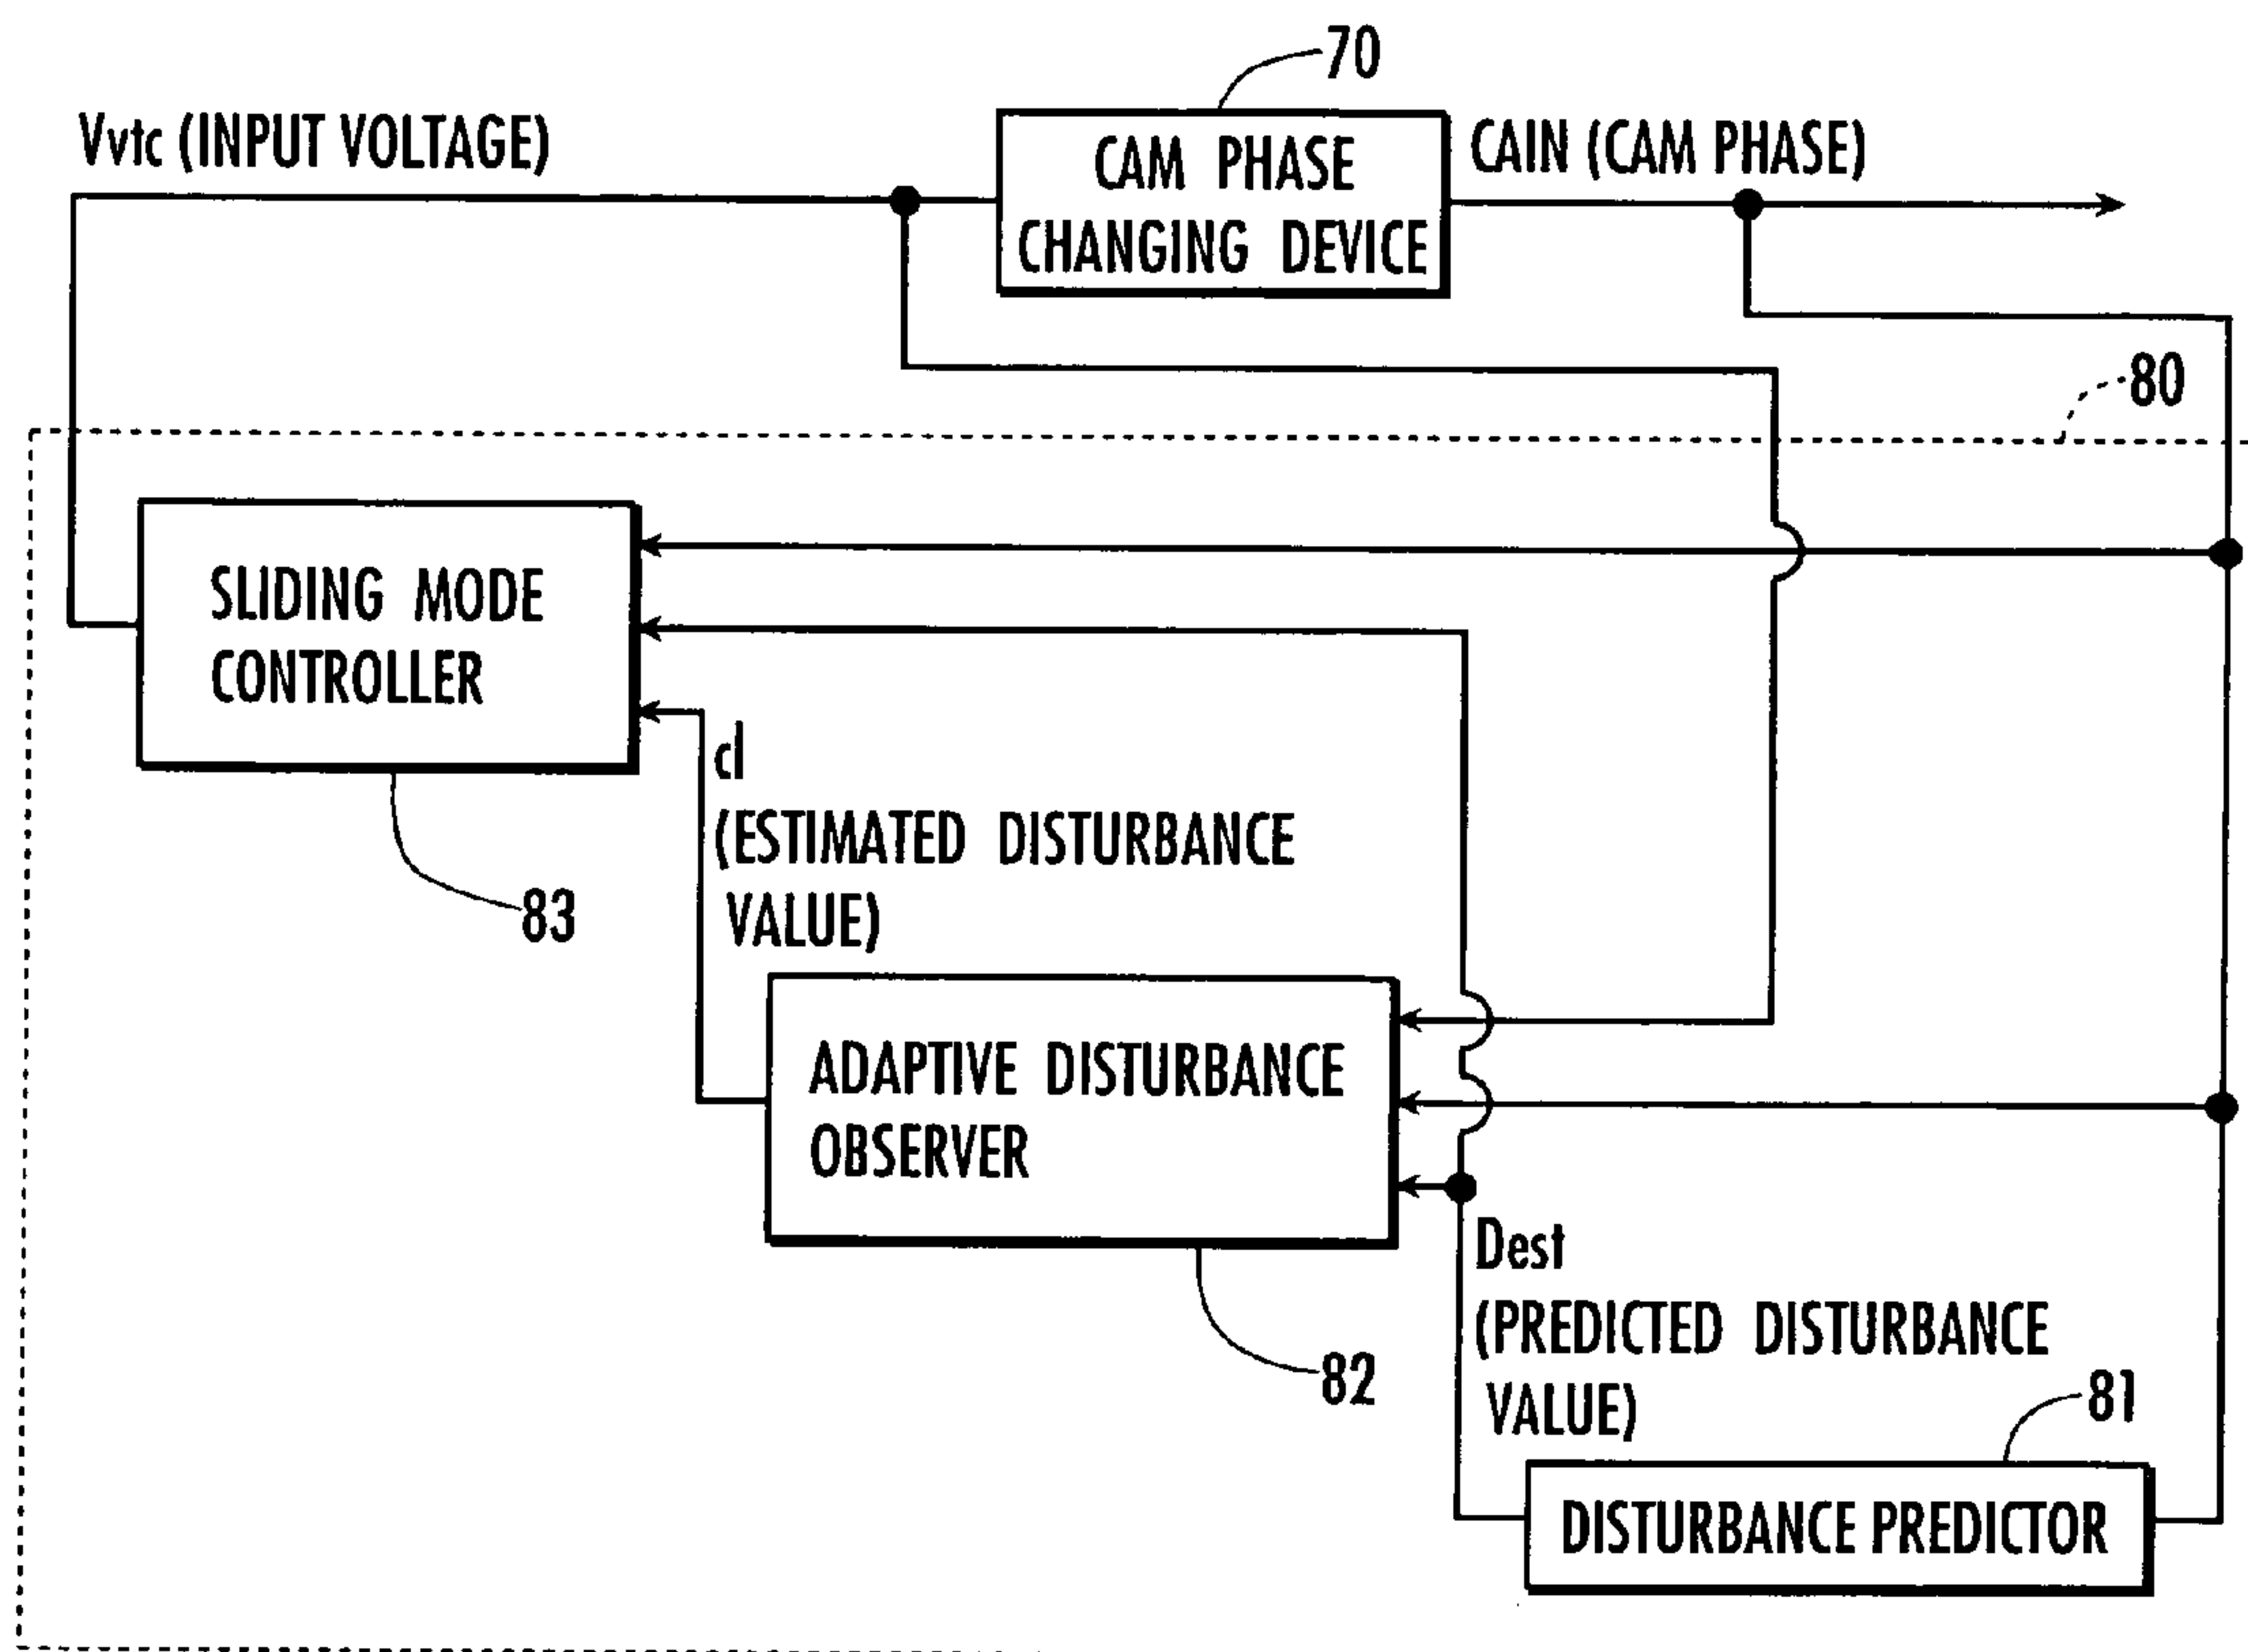 70
Vvtc (INPUT VOLTAGE)
CAM PHASE
CHANGING DEVICE
CAIN (CAM PHASE)
80
SLIDING MODE
CONTROLLER
83
cl
(ESTIMATED DISTURBANCE
VALUE)
ADAPTIVE DISTURBANCE
OBSERVER
82
Dest
(PREDICTED DISTURBANCE
VALUE)
81
DISTURBANCE PREDICTOR